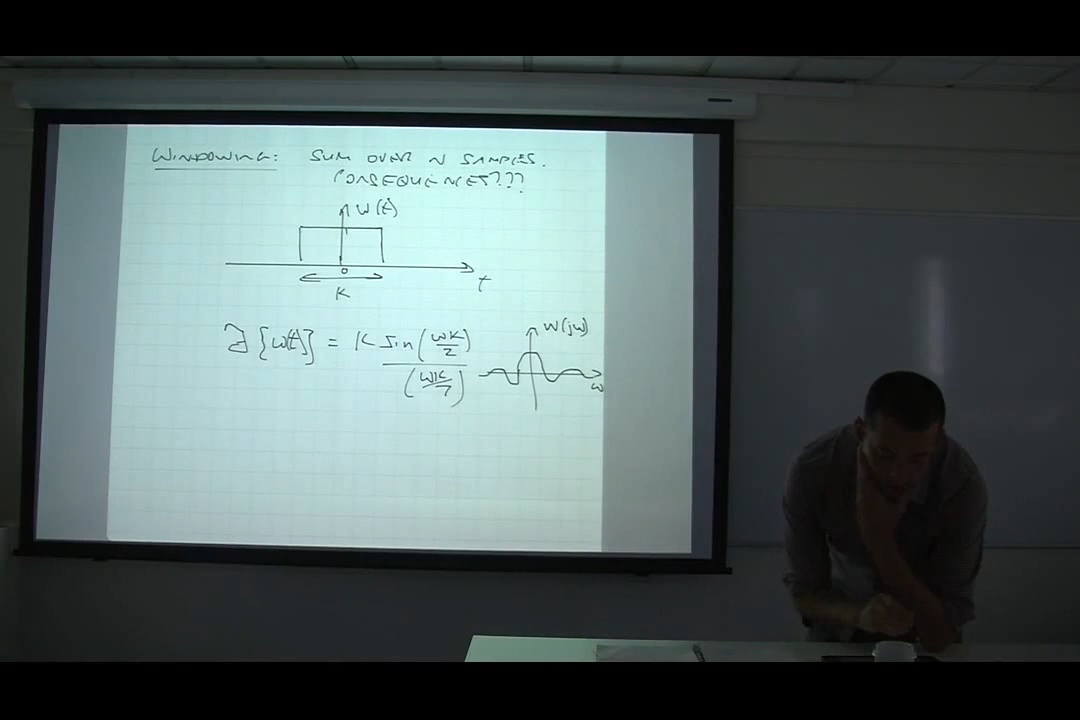 WINDOWING: SUM OVER N SAMPLES.
CONSEQUENCES???
w(t)
0
t
K
F{w(t)} = K sin(ωK/2) / (ωK/2)
W(jω)
ω